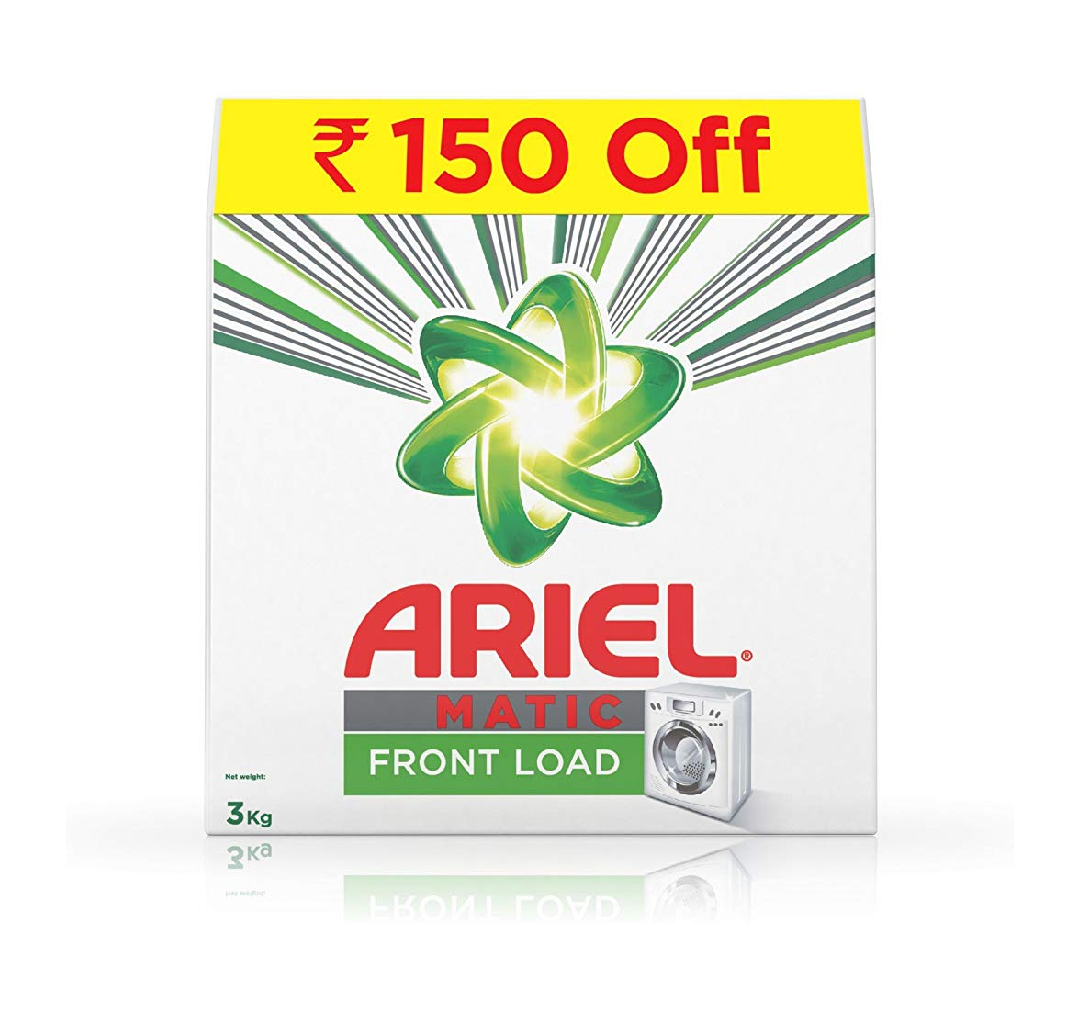 ₹ 150 Off
ARIEL®
MATIC
FRONT LOAD
Net weight:
3Kg